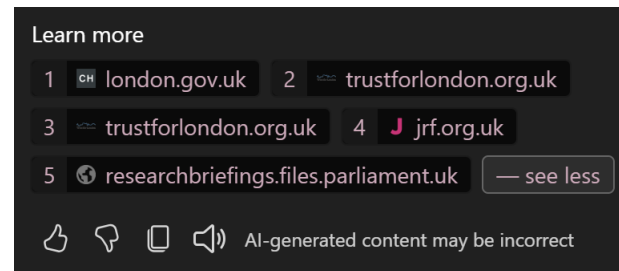 Learn more
1 CH london.gov.uk 2 trustforlondon.org.uk
3 trustforlondon.org.uk 4 J jrf.org.uk
5 researchbriefings.files.parliament.uk — see less
AI-generated content may be incorrect